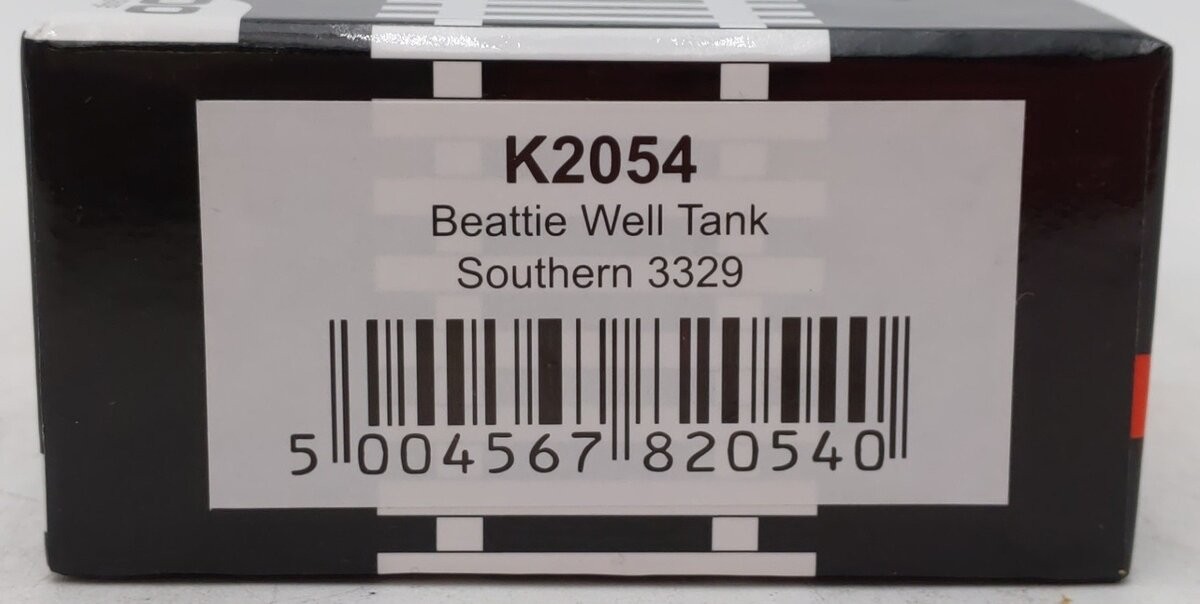 K2054
Beattie Well Tank
Southern 3329
5 004567 820540